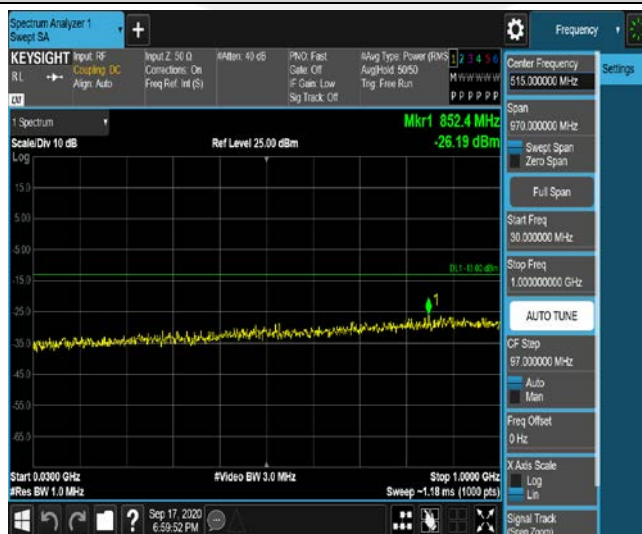 Spectrum Analyzer 1
Swept SA
+
Frequency
KEYSIGHT
Input: RF
Coupling: DC
Align: Auto
Input Z: 50 Ω
Corrections: On
Freq Ref: Int (S)
#Atten: 40 dB
PNO: Fast
Gate: Off
IF Gain: Low
Sig Track: Off
#Avg Type: Power (RMS
Avg|Hold: 50/50
Trig: Free Run
1 2 3 4 5 6
M W W W W W
P P P P P P
RL
LXI
1 Spectrum
Scale/Div 10 dB
Ref Level 25.00 dBm
Mkr1 852.4 MHz
-26.19 dBm
Log
15.0
5.00
-5.00
-15.0
-25.0
-35.0
-45.0
-55.0
-65.0
DL1 -13.00 dBm
1
Start 0.0300 GHz
#Res BW 1.0 MHz
#Video BW 3.0 MHz
Stop 1.0000 GHz
Sweep ~1.18 ms (1000 pts)
Sep 17, 2020
6:59:52 PM
?
Center Frequency
515.000000 MHz
Settings
Span
970.000000 MHz
Swept Span
Zero Span
Full Span
Start Freq
30.000000 MHz
Stop Freq
1.000000000 GHz
AUTO TUNE
CF Step
97.000000 MHz
Auto
Man
Freq Offset
0 Hz
X Axis Scale
Log
Lin
Signal Track
(Span Zoom)